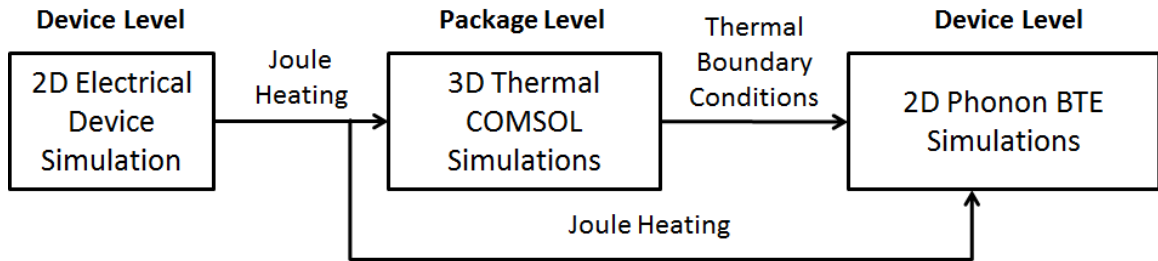 Device Level
Package Level
Device Level
2D Electrical
Device
Simulation
Joule
Heating
3D Thermal
COMSOL
Simulations
Thermal
Boundary
Conditions
2D Phonon BTE
Simulations
Joule Heating